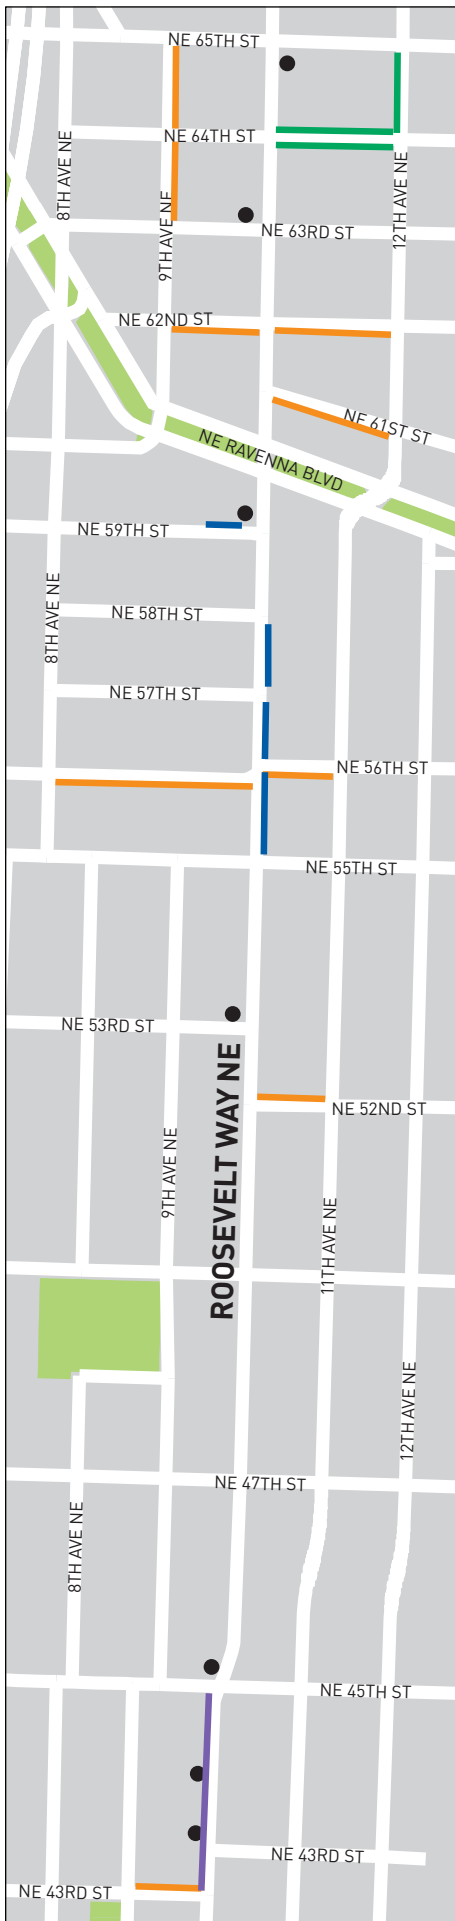 NE 65TH ST
NE 64TH ST
8TH AVE NE
12TH AVE NE
9TH AVE NE
NE 63RD ST
NE 62ND ST
NE 61ST ST
NE RAVENNA BLVD
NE 59TH ST
8TH AVE NE
NE 58TH ST
NE 57TH ST
NE 56TH ST
NE 55TH ST
NE 53RD ST
ROOSEVELT WAY NE
NE 52ND ST
9TH AVE NE
11TH AVE NE
12TH AVE NE
NE 47TH ST
8TH AVE NE
NE 45TH ST
NE 43RD ST
NE 43RD ST